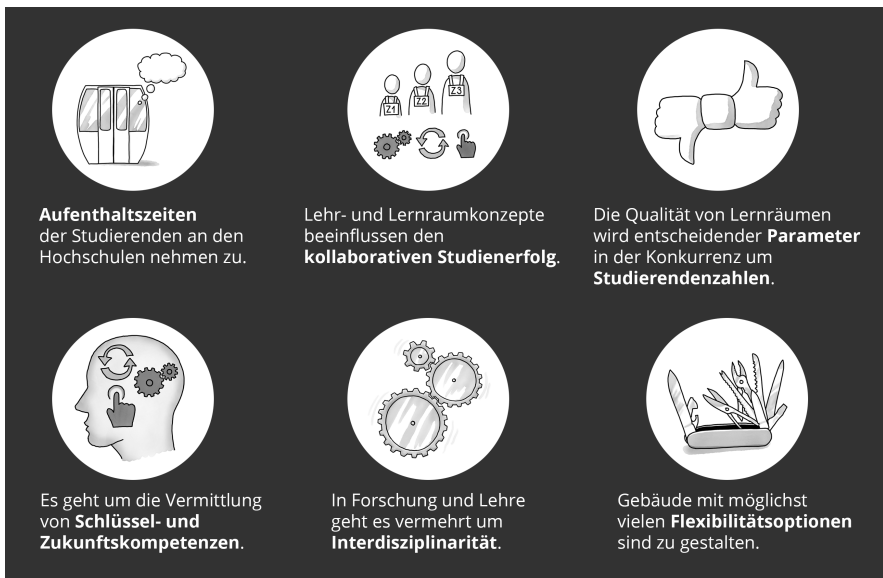 Z1
Z2
Z3
Aufenthaltszeiten
der Studierenden an den
Hochschulen nehmen zu.
Lehr- und Lernraumkonzepte
beeinflussen den
kollaborativen Studienerfolg.
Die Qualität von Lernräumen
wird entscheidender Parameter
in der Konkurrenz um
Studierendenzahlen.
Es geht um die Vermittlung
von Schlüssel- und
Zukunftskompetenzen.
In Forschung und Lehre
geht es vermehrt um
Interdisziplinarität.
Gebäude mit möglichst
vielen Flexibilitätsoptionen
sind zu gestalten.